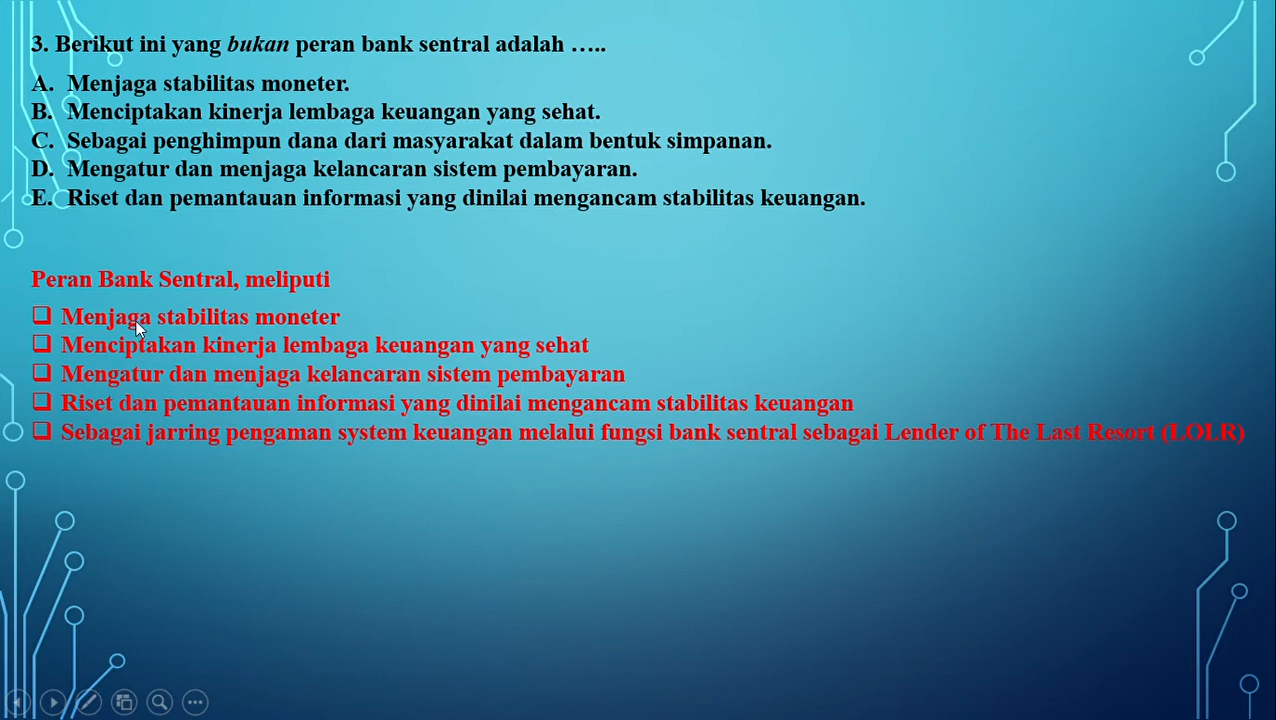 3. Berikut ini yang bukan peran bank sentral adalah …..
A. Menjaga stabilitas moneter.
B. Menciptakan kinerja lembaga keuangan yang sehat.
C. Sebagai penghimpun dana dari masyarakat dalam bentuk simpanan.
D. Mengatur dan menjaga kelancaran sistem pembayaran.
E. Riset dan pemantauan informasi yang dinilai mengancam stabilitas keuangan.
Peran Bank Sentral, meliputi
❑ Menjaga stabilitas moneter
❑ Menciptakan kinerja lembaga keuangan yang sehat
❑ Mengatur dan menjaga kelancaran sistem pembayaran
❑ Riset dan pemantauan informasi yang dinilai mengancam stabilitas keuangan
❑ Sebagai jarring pengaman system keuangan melalui fungsi bank sentral sebagai Lender of The Last Resort (LOLR)